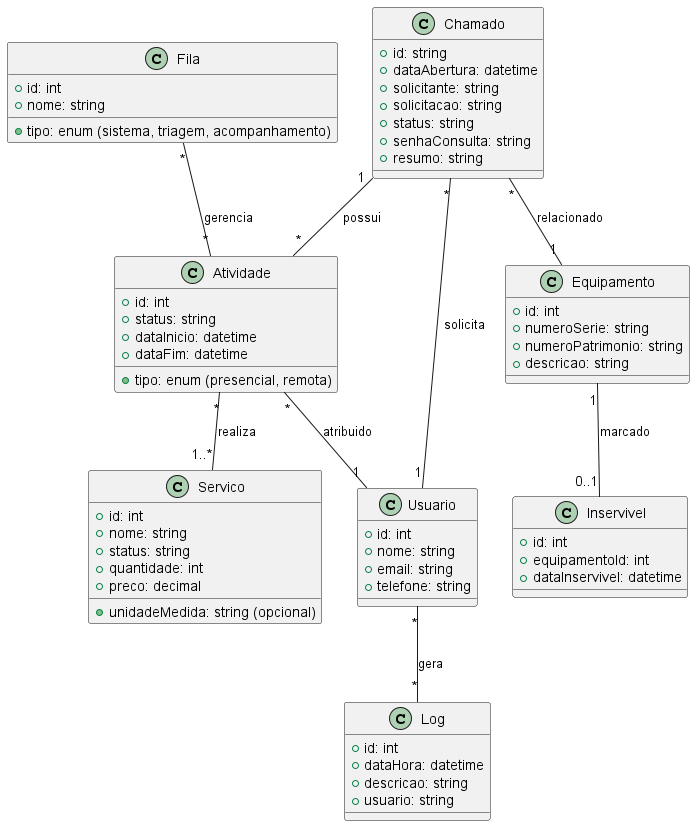 C Chamado
id: string
dataAbertura: datetime
solicitante: string
solicitacao: string
status: string
senhaConsulta: string
resumo: string
C Fila
id: int
nome: string
tipo: enum (sistema, triagem, acompanhamento)
*
1
*
*
gerencia
possui
relacionado
*
*
1
C Atividade
id: int
status: string
dataInicio: datetime
dataFim: datetime
tipo: enum (presencial, remota)
C Equipamento
id: int
numeroSerie: string
numeroPatrimonio: string
descricao: string
solicita
*
*
1
realiza
atribuido
marcado
1..*
1
1
0..1
C Servico
id: int
nome: string
status: string
quantidade: int
preco: decimal
unidadeMedida: string (opcional)
C Usuario
id: int
nome: string
email: string
telefone: string
C Inservivel
id: int
equipamentoId: int
dataInservivel: datetime
*
gera
*
C Log
id: int
dataHora: datetime
descricao: string
usuario: string